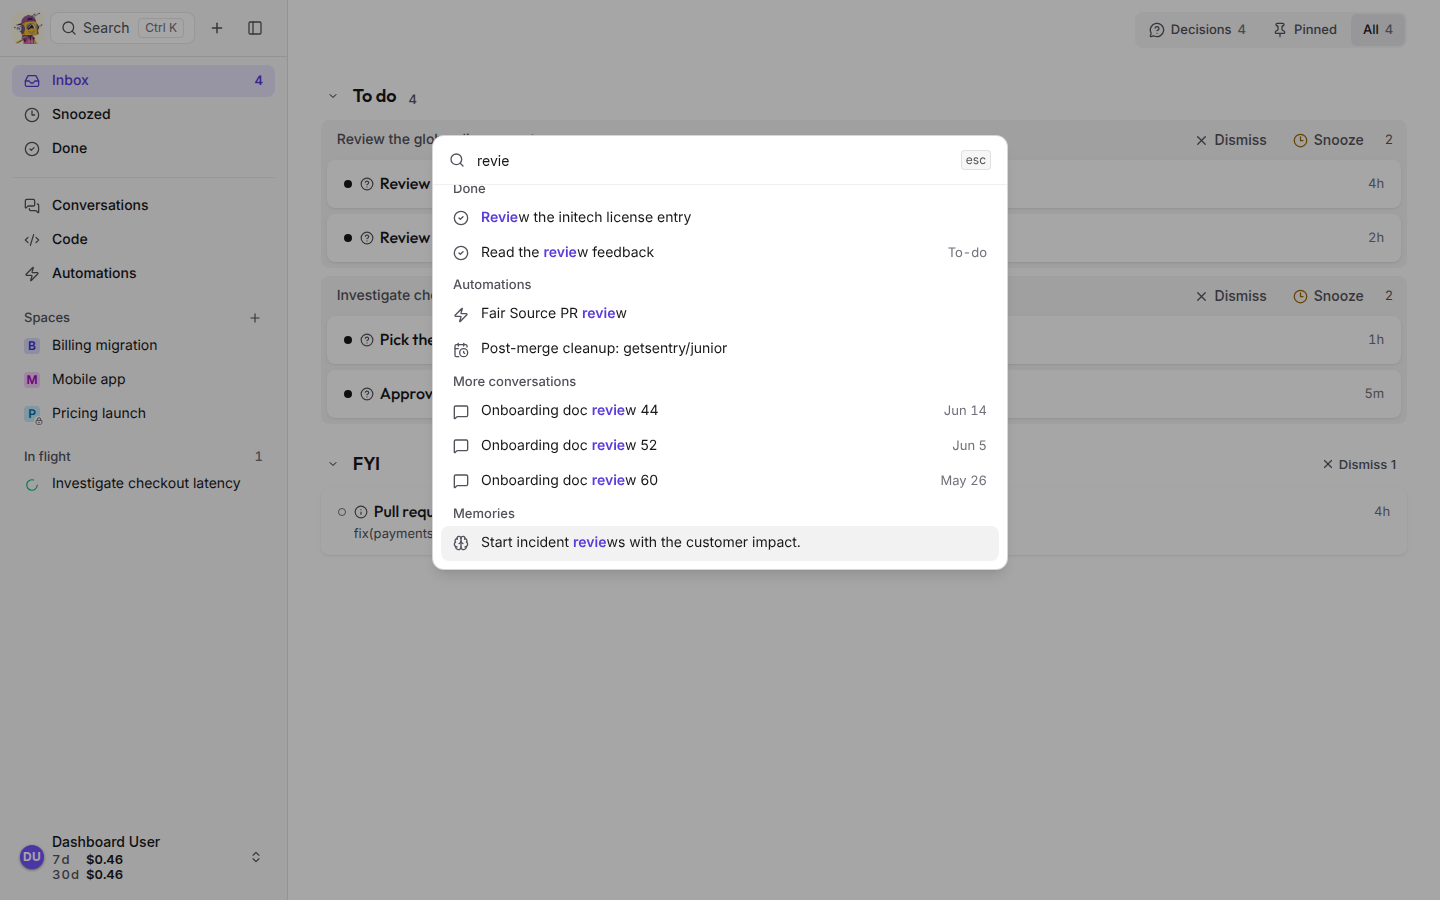 Search Ctrl K
Decisions 4
Pinned
All 4
Inbox 4
Snoozed
Done
Conversations
Code
Automations
Spaces
B Billing migration
M Mobile app
P Pricing launch
In flight 1
Investigate checkout latency
DU Dashboard User
7d $0.46
30d $0.46
To do 4
Review the
Dismiss Snooze 2
Review 4h
Review 2h
Investigate
Dismiss Snooze 2
Pick the 1h
5m
FYI
Dismiss 1
Pull 4h
fix(payments
revie esc
Done
Review the initech license entry
Read the review feedback To-do
Automations
Fair Source PR review
Post-merge cleanup: getsentry/junior
More conversations
Onboarding doc review 44 Jun 14
Onboarding doc review 52 Jun 5
Onboarding doc review 60 May 26
Memories
Start incident reviews with the customer impact.